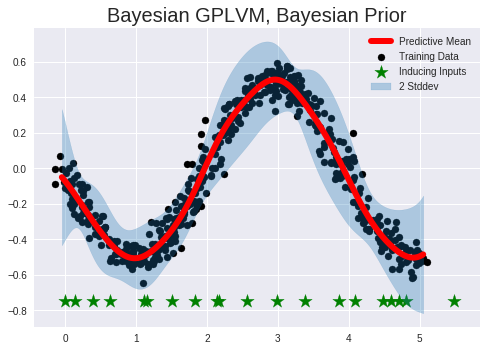 Bayesian GPLVM, Bayesian Prior
Predictive Mean
Training Data
Inducing Inputs
2 Stddev
0.6
0.4
0.2
0.0
−0.2
−0.4
−0.6
−0.8
0 1 2 3 4 5